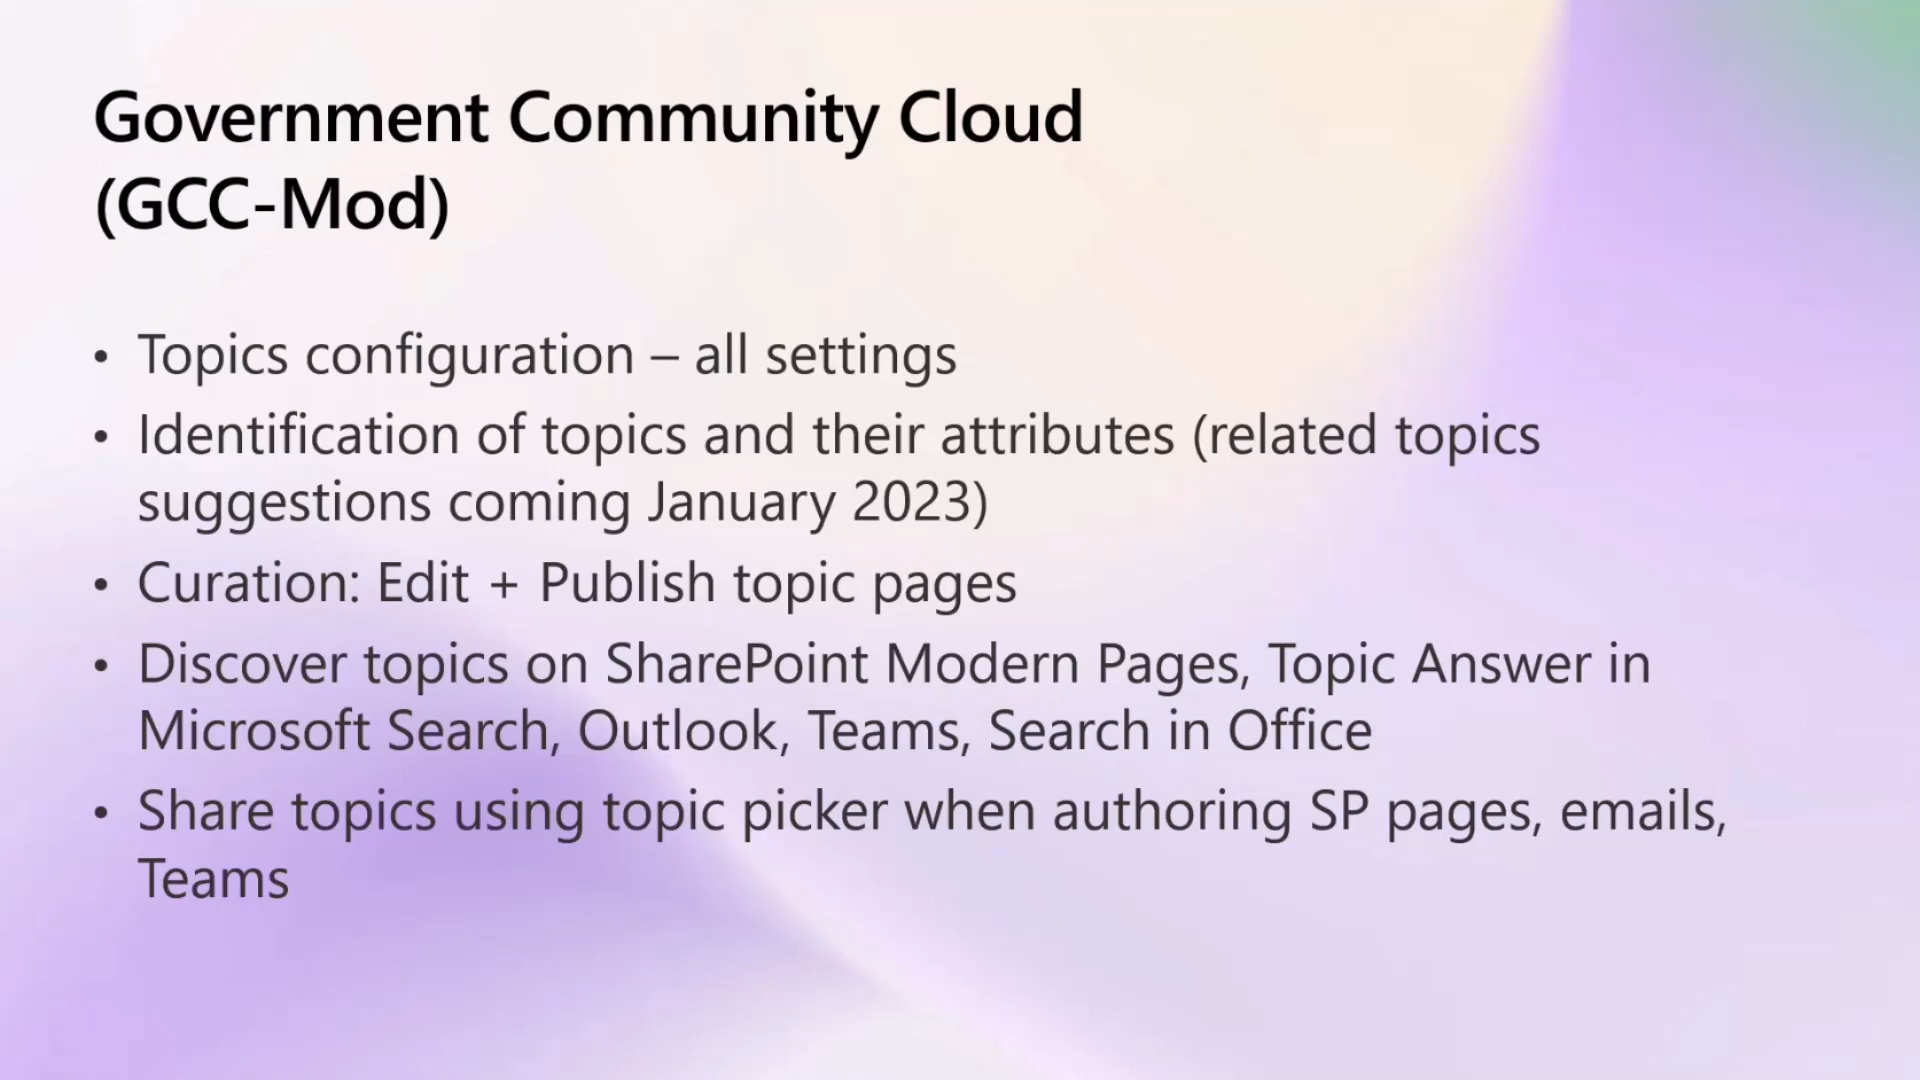 Government Community Cloud
(GCC-Mod)
• Topics configuration – all settings
• Identification of topics and their attributes (related topics
suggestions coming January 2023)
• Curation: Edit + Publish topic pages
• Discover topics on SharePoint Modern Pages, Topic Answer in
Microsoft Search, Outlook, Teams, Search in Office
• Share topics using topic picker when authoring SP pages, emails,
Teams